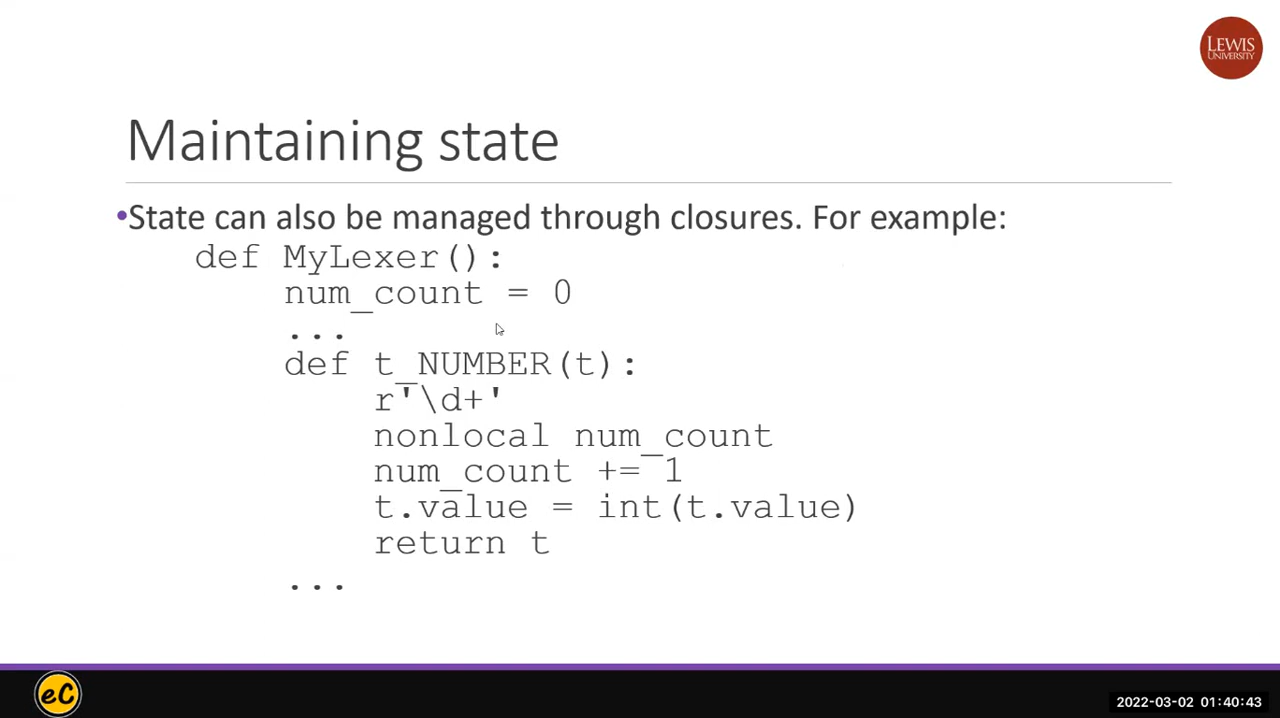 LEWIS
UNIVERSITY
Maintaining state
•State can also be managed through closures. For example:
def MyLexer():
num_count = 0
...
def t_NUMBER(t):
r'\d+'
nonlocal num_count
num_count += 1
t.value = int(t.value)
return t
...
eC
2022-03-02 01:40:43